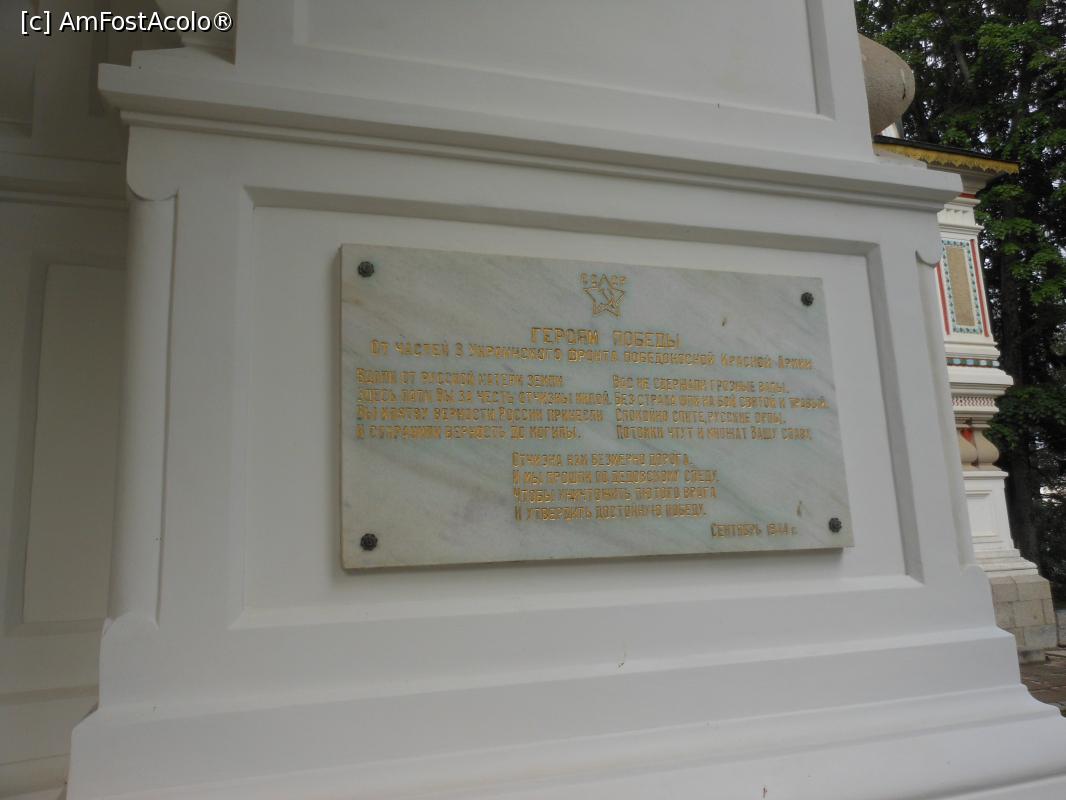 [c] AmFostAcolo®
СССР
ГЕРОЯМ ПОБЕДЫ
ОТ ЧАСТЕЙ 3 УКРАИНСКОГО ФРОНТА ПОБЕДОНОСНОЙ КРАСНОЙ АРМИИ
ВДАЛИ ОТ РУССКОЙ МАТЕРИ ЗЕМЛИ
ЗДЕСЬ ПАЛИ ВЫ ЗА ЧЕСТЬ ОТЧИЗНЫ МИЛОЙ.
ВЫ КЛЯТВУ ВЕРНОСТИ РОССИИ ПРИНЕСЛИ
И СОХРАНИЛИ ВЕРНОСТЬ ДО МОГИЛЫ.
ВАС НЕ СДЕРЖАЛИ ГРОЗНЫЕ ВАЛЫ.
БЕЗ СТРАХА ШЛИ НА БОЙ СВЯТОЙ И ПРАВЫЙ.
СПОКОЙНО СПИТЕ, РУССКИЕ ОРЛЫ.
ПОТОМКИ ЧТУТ И МНОЖАТ ВАШУ СЛАВУ.
ОТЧИЗНА НАМ БЕЗМЕРНО ДОРОГА.
И МЫ ПРОШЛИ ПО ДЕДОВСКОМУ СЛЕДУ,
ЧТОБЫ УНИЧТОЖИТЬ ЛЮТОГО ВРАГА
И УТВЕРДИТЬ ДОСТОЙНУЮ ПОБЕДУ.
СЕНТЯБРЬ 1944 г.